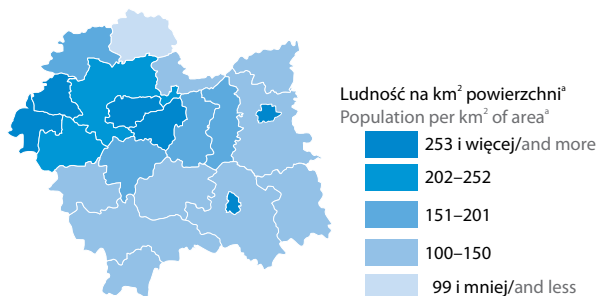 Ludność na km² powierzchniᵃ
Population per km² of areaᵃ
253 i więcej/and more
202–252
151–201
100–150
99 i mniej/and less